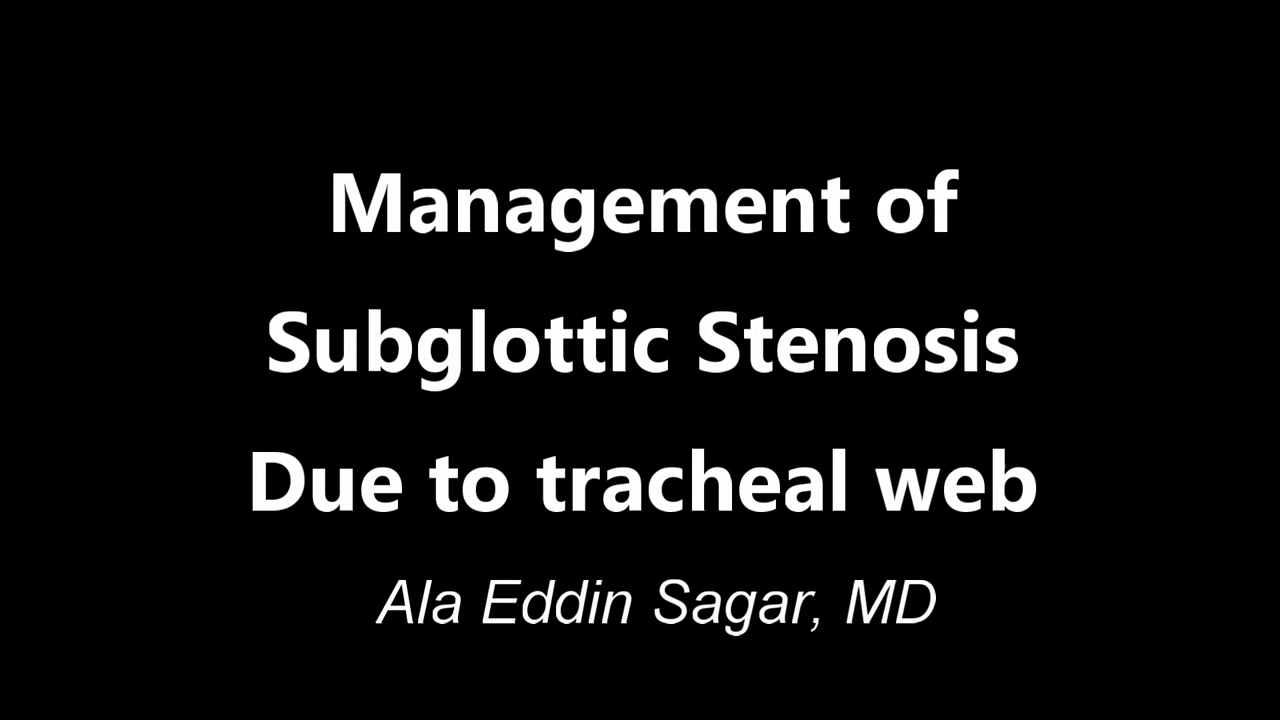 Management of
Subglottic Stenosis
Due to tracheal web
Ala Eddin Sagar, MD